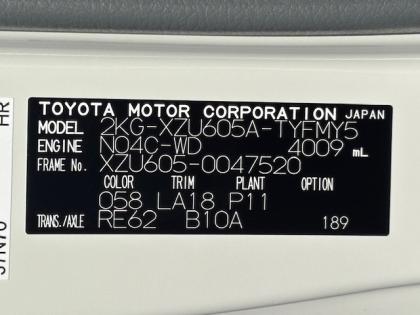 TOYOTA MOTOR CORPORATION JAPAN
MODEL 2KG-XZU605A-TYFMY5
ENGINE N04C-WD 4009 mL
FRAME No. XZU605-0047520
COLOR TRIM PLANT
058 LA18 P11
TRANS./AXLE RE62 B10A 189
HR